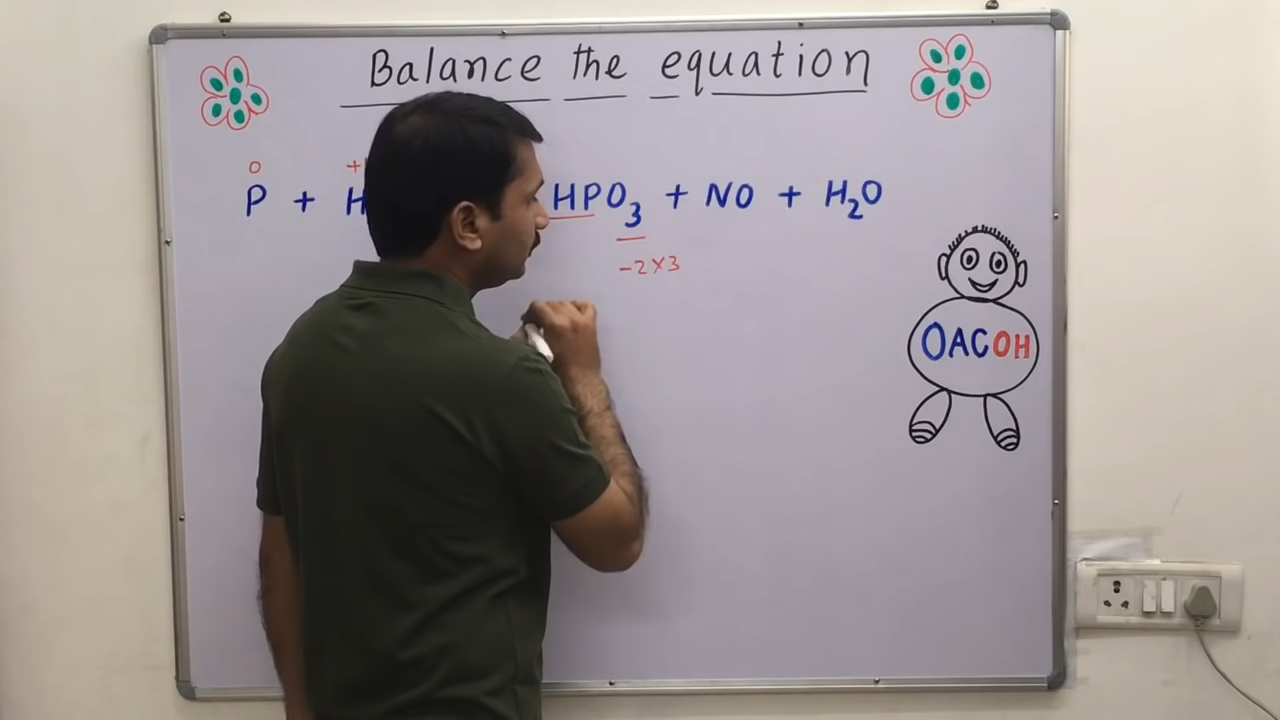 Balance the equation
0 +
P + H HPO3 + NO + H2O
-2×3
OACOH